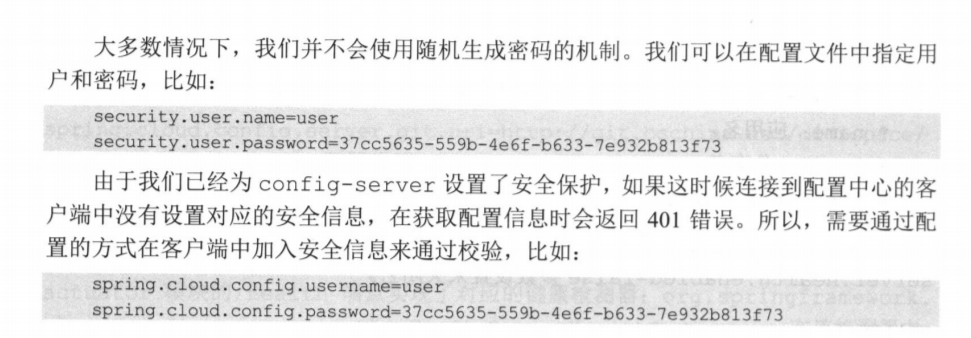 大多数情况下，我们并不会使用随机生成密码的机制。我们可以在配置文件中指定用
户和密码，比如：
security.user.name=user
security.user.password=37cc5635-559b-4e6f-b633-7e932b813f73
由于我们已经为 config-server 设置了安全保护，如果这时候连接到配置中心的客
户端中没有设置对应的安全信息，在获取配置信息时会返回 401 错误。所以，需要通过配
置的方式在客户端中加入安全信息来通过校验，比如：
spring.cloud.config.username=user
spring.cloud.config.password=37cc5635-559b-4e6f-b633-7e932b813f73